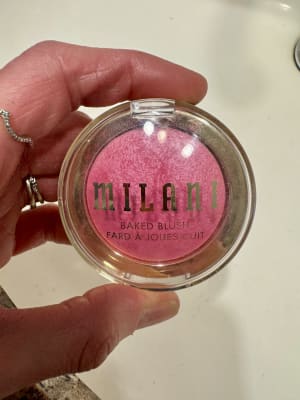 MILANI
BAKED BLUSH
FARD À JOUES CUIT